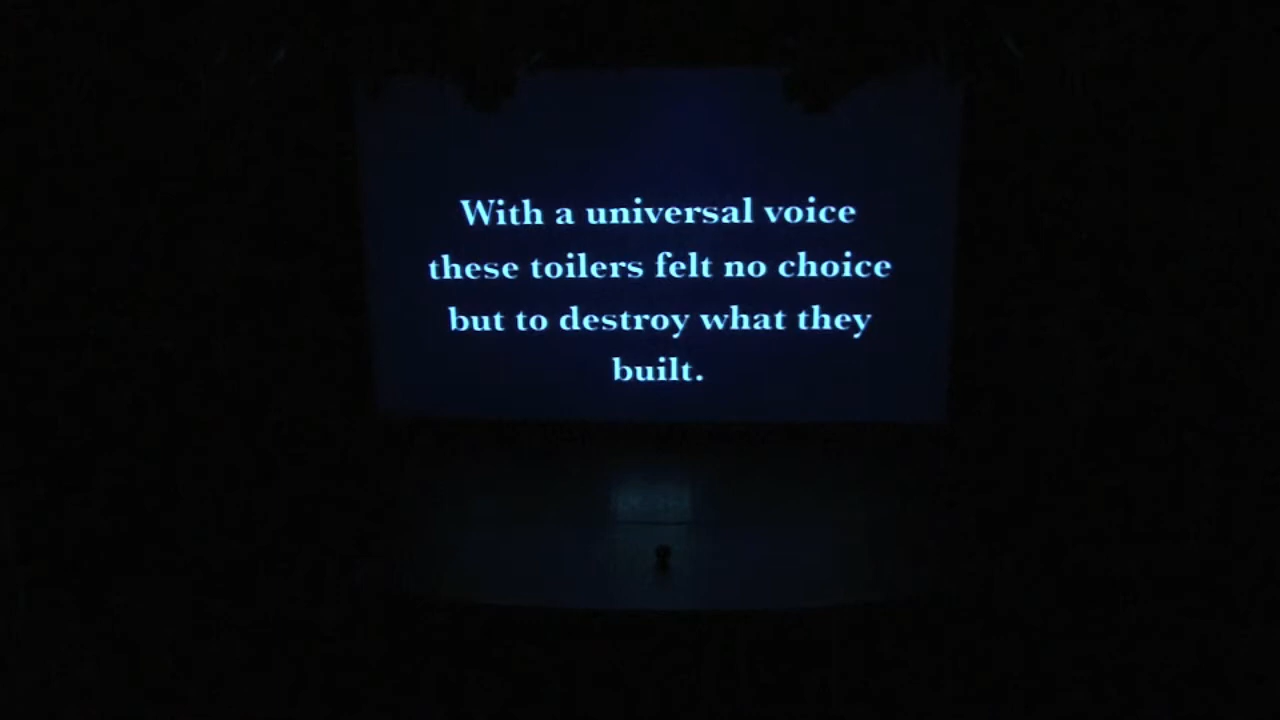 With a universal voice
these toilers felt no choice
but to destroy what they
built.